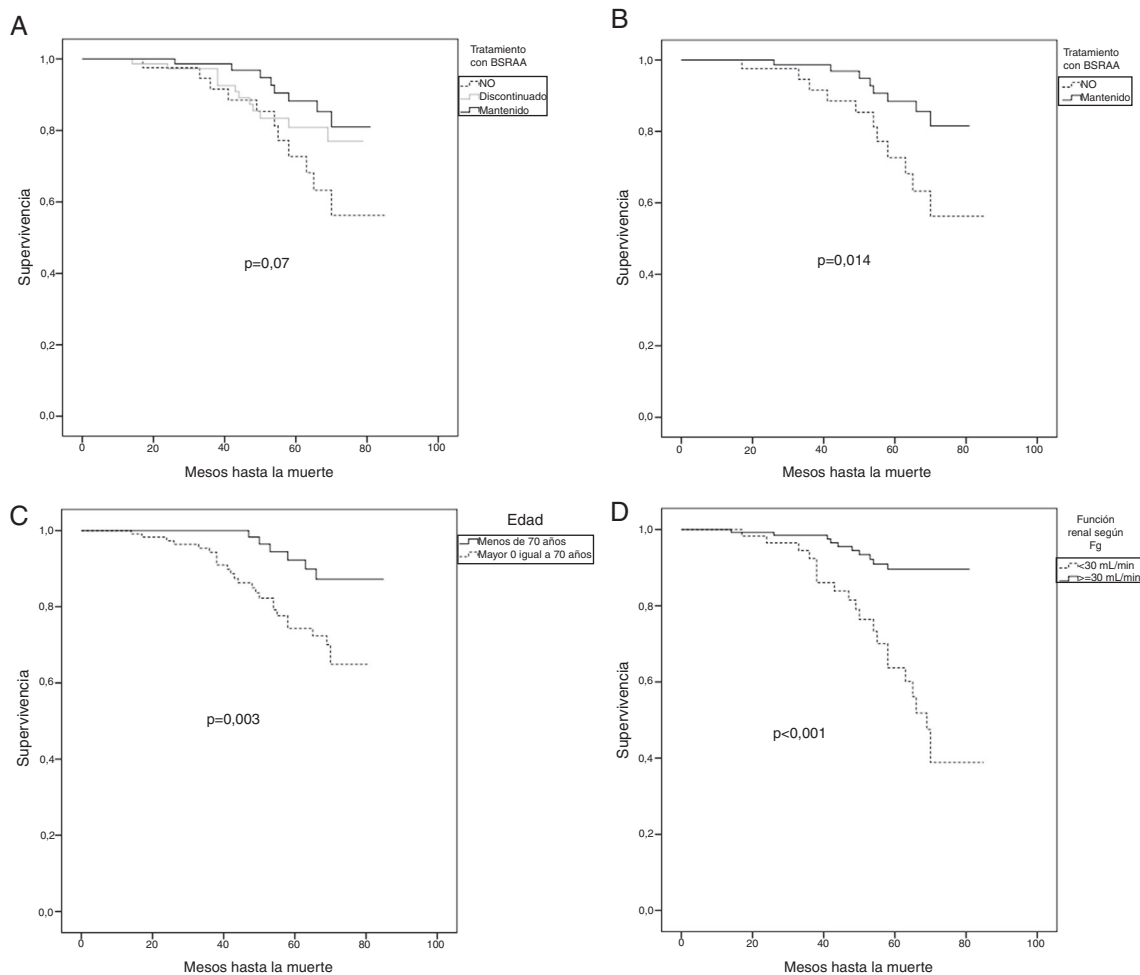 A
Tratamiento
con BSRAA
NO
Discontinuado
Mantenido
1,0
0,8
0,6
0,4
0,2
0,0
Supervivencia
p=0,07
0 20 40 60 80 100
Mesos hasta la muerte
B
Tratamiento
con BSRAA
NO
Mantenido
1,0
0,8
0,6
0,4
0,2
0,0
Supervivencia
p=0,014
0 20 40 60 80 100
Mesos hasta la muerte
C
Edad
Menos de 70 años
Mayor 0 igual a 70 años
1,0
0,8
0,6
0,4
0,2
0,0
Supervivencia
p=0,003
0 20 40 60 80 100
Mesos hasta la muerte
D
Función
renal según
Fg
<30 mL/min
>=30 mL/min
1,0
0,8
0,6
0,4
0,2
0,0
Supervivencia
p<0,001
0 20 40 60 80 100
Mesos hasta la muerte